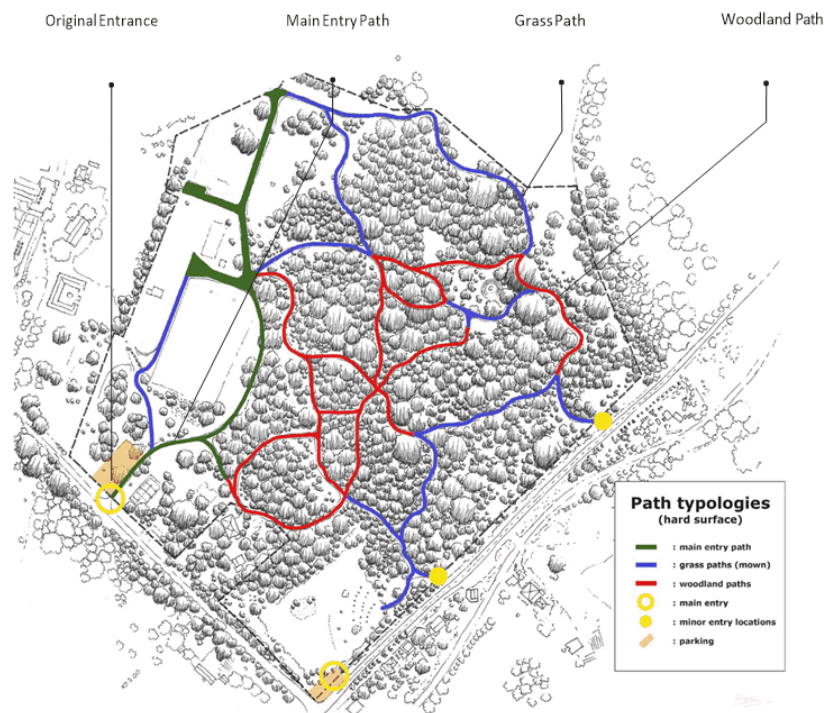 Original Entrance
Main Entry Path
Grass Path
Woodland Path
Path typologies
(hard surface)
: main entry path
: grass paths (mown)
: woodland paths
: main entry
: minor entry locations
: parking